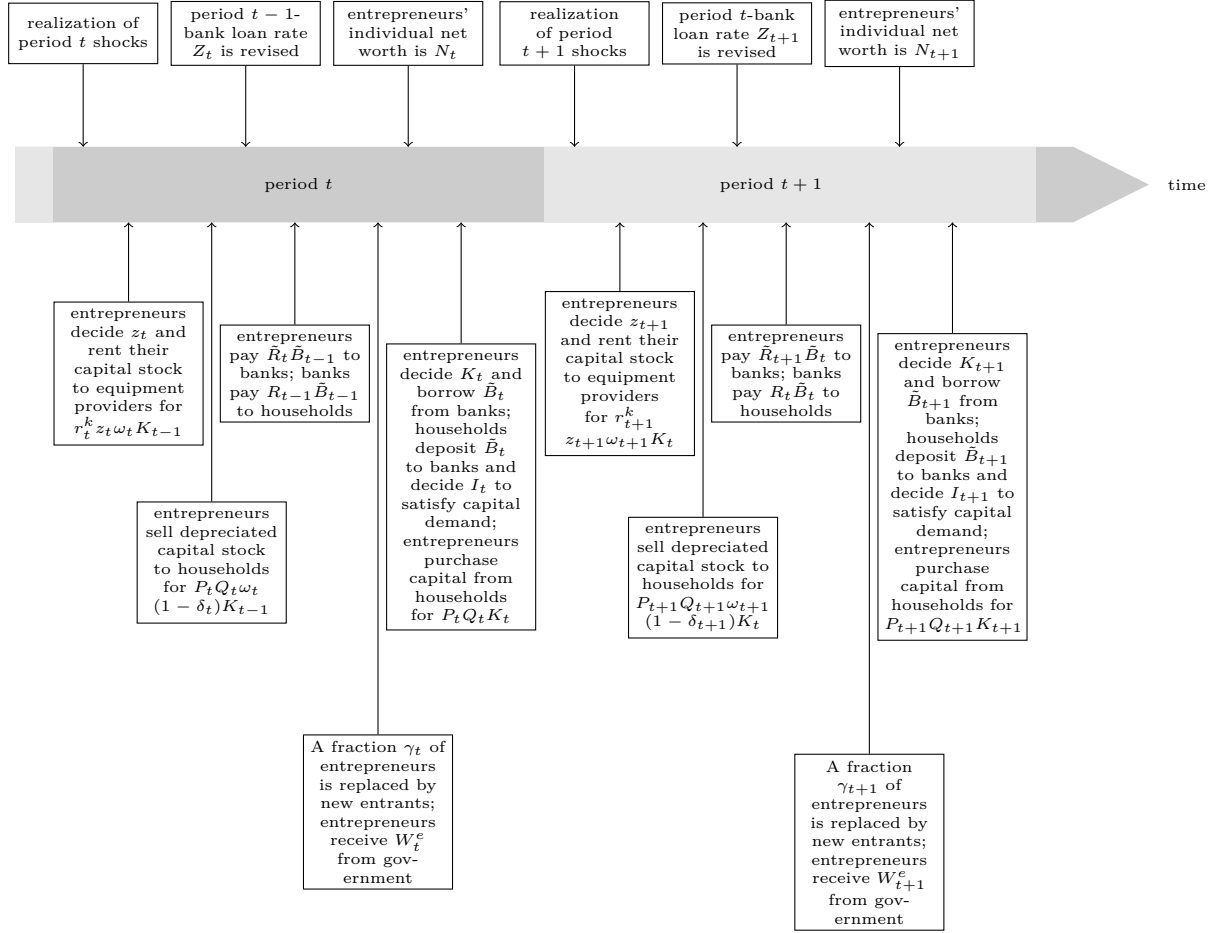 realization of
period t shocks
period t − 1-
bank loan rate
Z_t is revised
entrepreneurs'
individual net
worth is N_t
realization
of period
t + 1 shocks
period t-bank
loan rate Z_{t+1}
is revised
entrepreneurs'
individual net
worth is N_{t+1}
period t
period t + 1
time
entrepreneurs
decide z_t and
rent their
capital stock
to equipment
providers for
r_t^k z_t ω_t K_{t−1}
entrepreneurs
sell depreciated
capital stock
to households
for P_t Q_t ω_t
(1 − δ_t)K_{t−1}
entrepreneurs
pay R̃_t B̃_{t−1} to
banks; banks
pay R_{t−1} B̃_{t−1}
to households
A fraction γ_t of
entrepreneurs
is replaced by
new entrants;
entrepreneurs
receive W_t^e
from gov-
ernment
entrepreneurs
decide K_t and
borrow B̃_t
from banks;
households
deposit B̃_t
to banks and
decide I_t to
satisfy capital
demand;
entrepreneurs
purchase
capital from
households
for P_t Q_t K_t
entrepreneurs
decide z_{t+1}
and rent their
capital stock
to equipment
providers
for r_{t+1}^k
z_{t+1} ω_{t+1} K_t
entrepreneurs
sell depreciated
capital stock to
households for
P_{t+1} Q_{t+1} ω_{t+1}
(1 − δ_{t+1})K_t
entrepreneurs
pay R̃_{t+1} B̃_t to
banks; banks
pay R_t B̃_t to
households
A fraction
γ_{t+1} of
entrepreneurs
is replaced by
new entrants;
entrepreneurs
receive W_{t+1}^e
from gov-
ernment
entrepreneurs
decide K_{t+1}
and borrow
B̃_{t+1} from
banks;
households
deposit B̃_{t+1}
to banks and
decide I_{t+1} to
satisfy capital
demand;
entrepreneurs
purchase
capital from
households for
P_{t+1} Q_{t+1} K_{t+1}